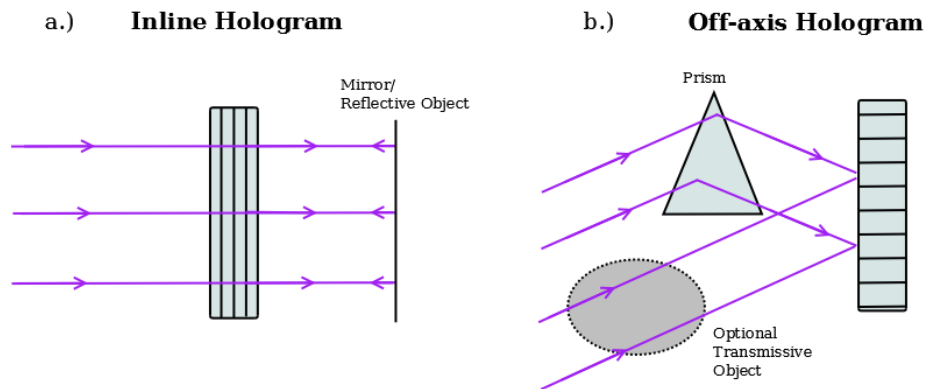 a.) Inline Hologram
Mirror/
Reflective Object
b.) Off-axis Hologram
Prism
Optional
Transmissive
Object